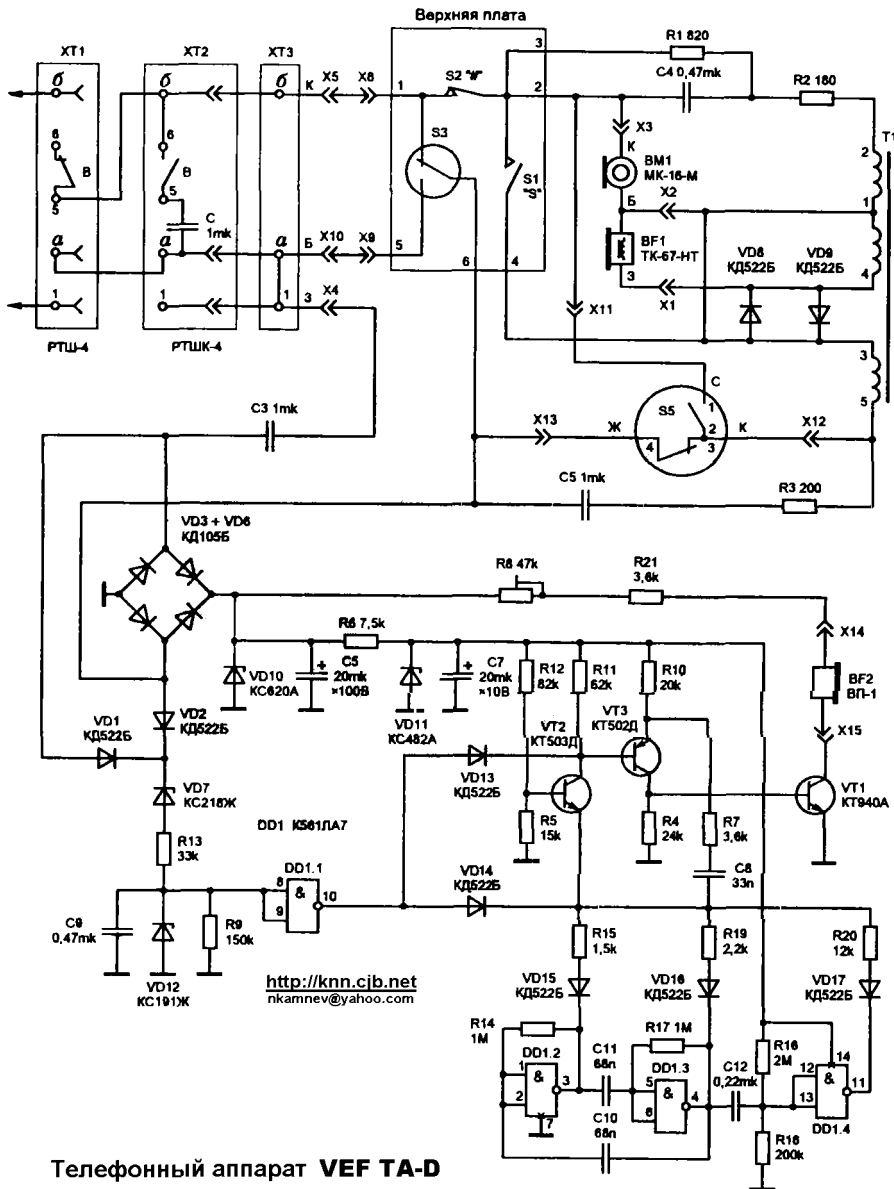 Верхняя плата
XT1
XT2
XT3
R1 820
C4 0,47mk
R2 180
T1
б
б
б
К
X5
X8
1
S2 "#"
3
2
6
В
5
6
В
5
C
1mk
S3
S1
"S"
X3
К
BM1
МК-16-М
X2
Б
BF1
ТК-67-НТ
З
X1
2
1
4
VD8
КД522Б
VD9
КД522Б
а
а
а
Б
X10
X9
5
6
4
1
1
1
З
X4
РТШ-4
РТШК-4
X11
3
5
C
1
S5
2
3
4
Ж
К
X13
X12
C3 1mk
C5 1mk
R3 200
VD3 + VD6
КД105Б
R8 47k
R21
3,6k
X14
R6 7,5k
VD10
КС620А
C5
20mk
×100В
VD11
КС482А
C7
20mk
×10В
R12
82k
R11
62k
R10
20k
BF2
ВП-1
X15
VD1
КД522Б
VD2
КД522Б
VT2
КТ503Д
VT3
КТ502Д
VT1
КТ940А
VD13
КД522Б
VD7
КС218Ж
R5
15k
R4
24k
R7
3,6k
C8
33n
R13
33k
DD1 К561ЛА7
DD1.1
8
9
&
10
VD14
КД522Б
C9
0,47mk
VD12
КС191Ж
R9
150k
R15
1,5k
R19
2,2k
R20
12k
VD15
КД522Б
VD16
КД522Б
VD17
КД522Б
http://knn.cjb.net
nkamnev@yahoo.com
R14
1M
DD1.2
1
2
&
3
7
C11
68n
C10
68n
R17 1M
DD1.3
5
6
&
4
C12
0,22mk
R16
2M
R18
200k
14
12
13
&
11
DD1.4
Телефонный аппарат VEF TA-D